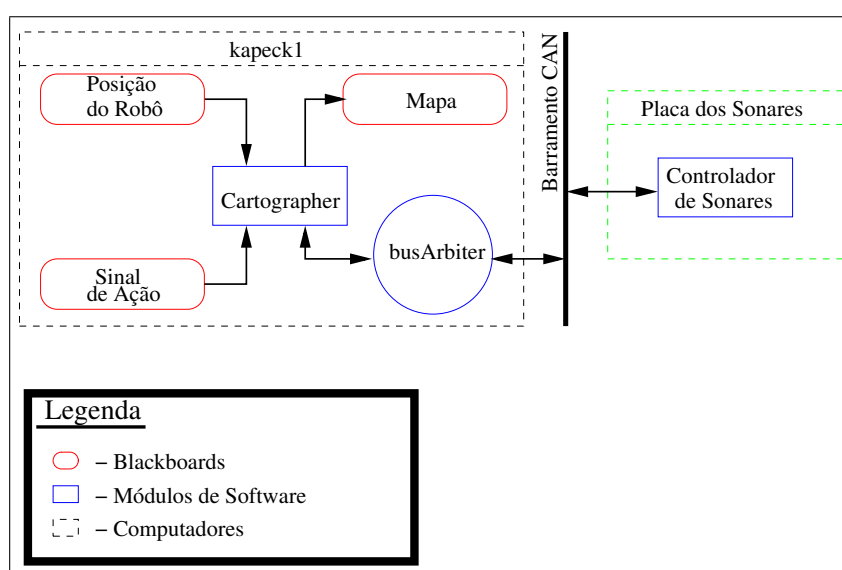 kapeck1
Posição
do Robô
Mapa
Cartographer
busArbiter
Sinal
de Ação
Barramento CAN
Placa dos Sonares
Controlador
de Sonares
Legenda
– Blackboards
– Módulos de Software
– Computadores